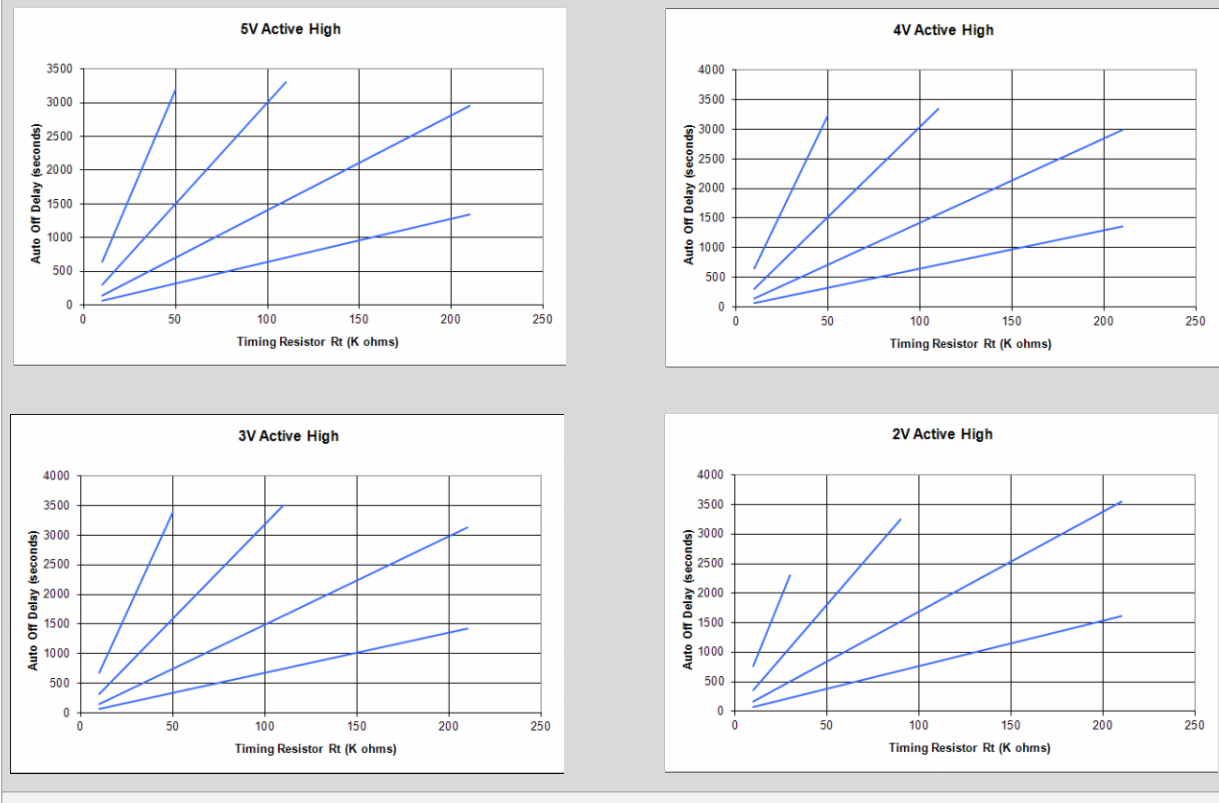 5V Active High
3500
3000
2500
2000
1500
1000
500
0
0 50 100 150 200 250
Auto Off Delay (seconds)
Timing Resistor Rt (K ohms)
4V Active High
4000
3500
3000
2500
2000
1500
1000
500
0
0 50 100 150 200 250
Auto Off Delay (seconds)
Timing Resistor Rt (K ohms)
3V Active High
4000
3500
3000
2500
2000
1500
1000
500
0
0 50 100 150 200 250
Auto Off Delay (seconds)
Timing Resistor Rt (K ohms)
2V Active High
4000
3500
3000
2500
2000
1500
1000
500
0
0 50 100 150 200 250
Auto Off Delay (seconds)
Timing Resistor Rt (K ohms)